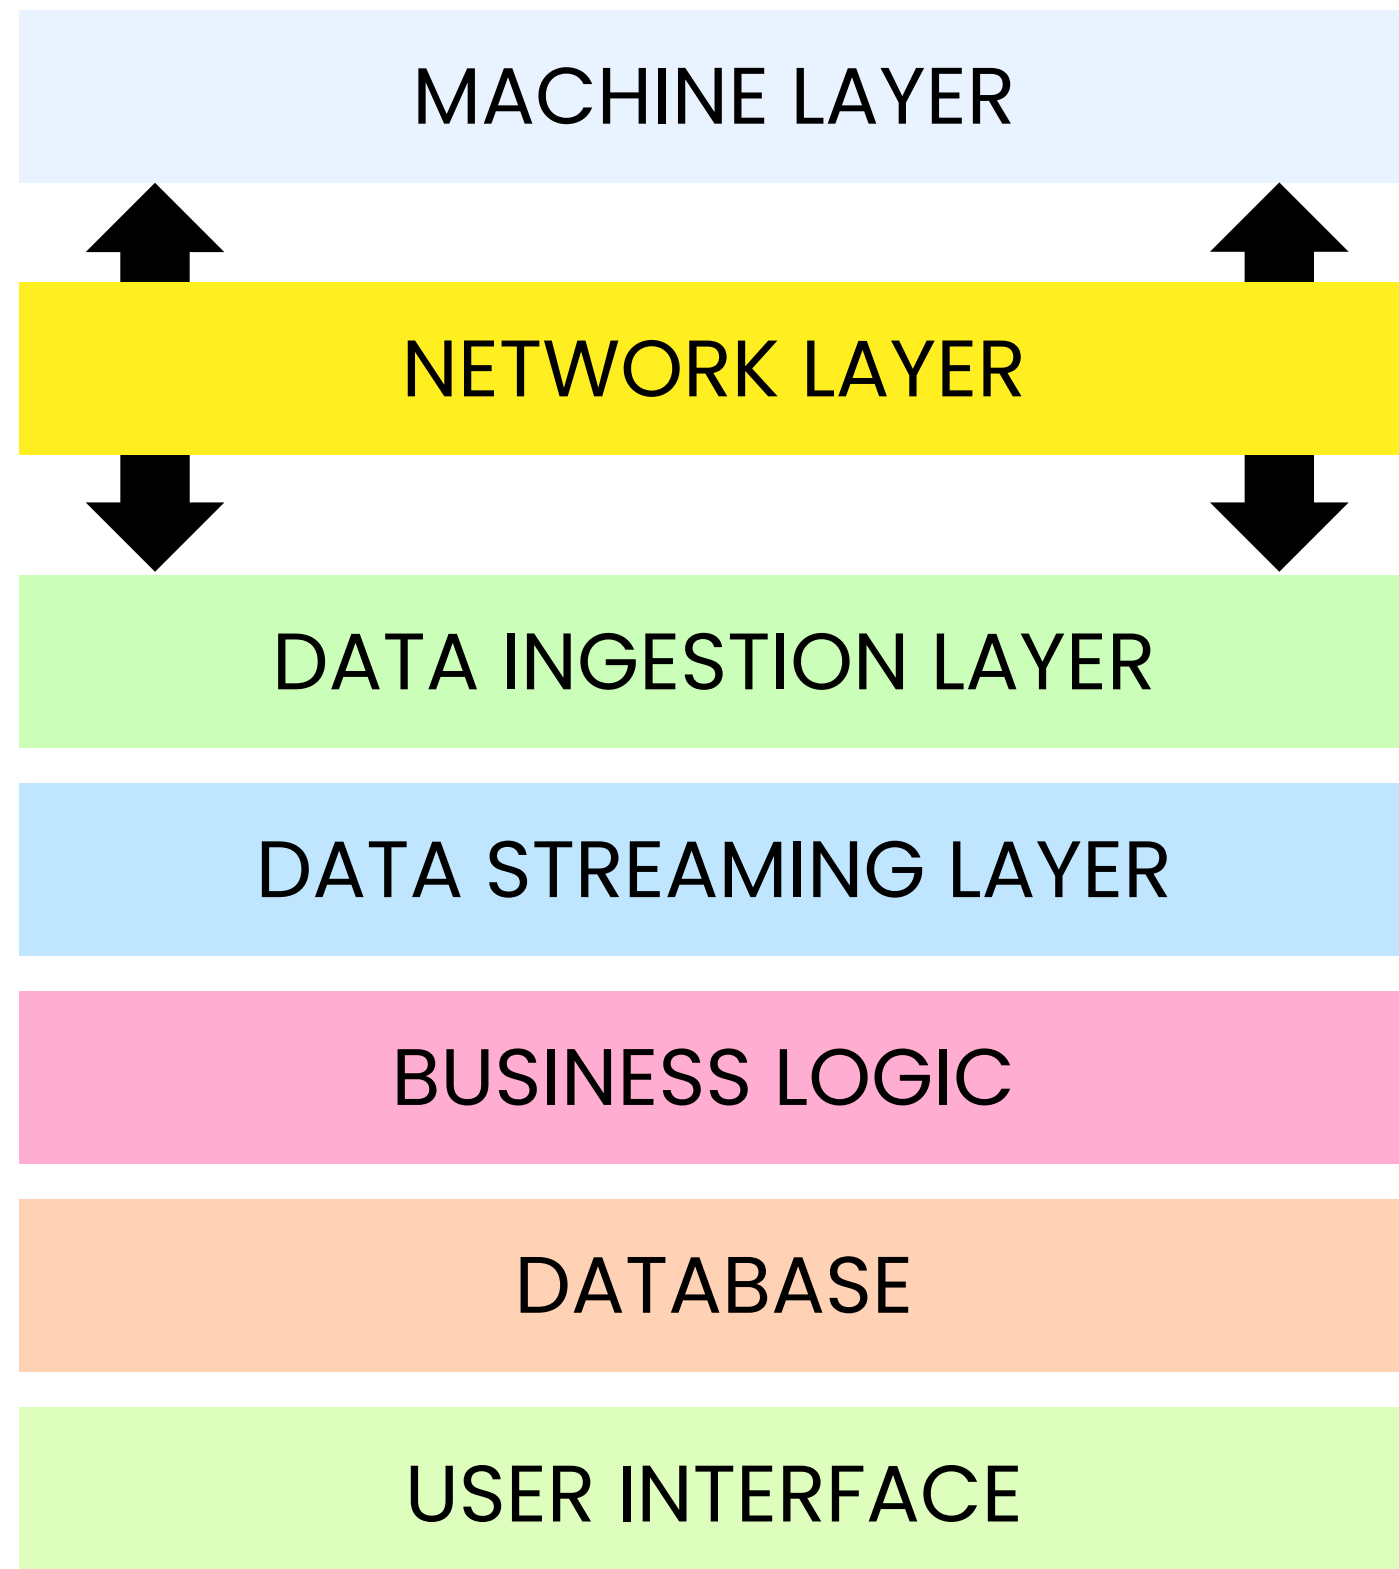 MACHINE LAYER
NETWORK LAYER
DATA INGESTION LAYER
DATA STREAMING LAYER
BUSINESS LOGIC
DATABASE
USER INTERFACE